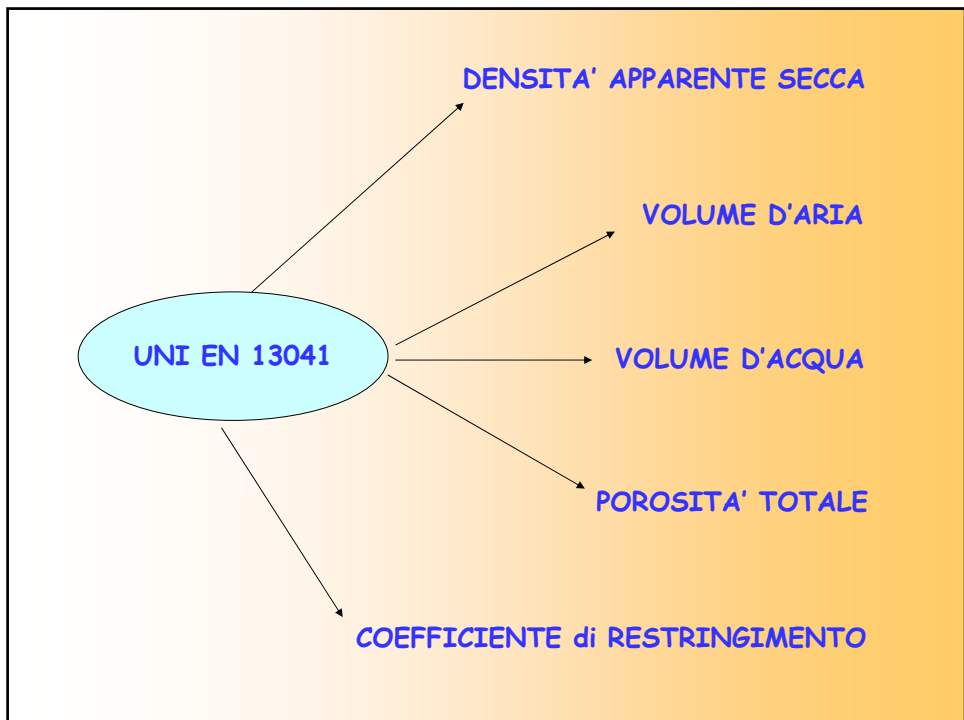 DENSITA’ APPARENTE SECCA
VOLUME D’ARIA
UNI EN 13041
VOLUME D’ACQUA
POROSITA’ TOTALE
COEFFICIENTE di RESTRINGIMENTO